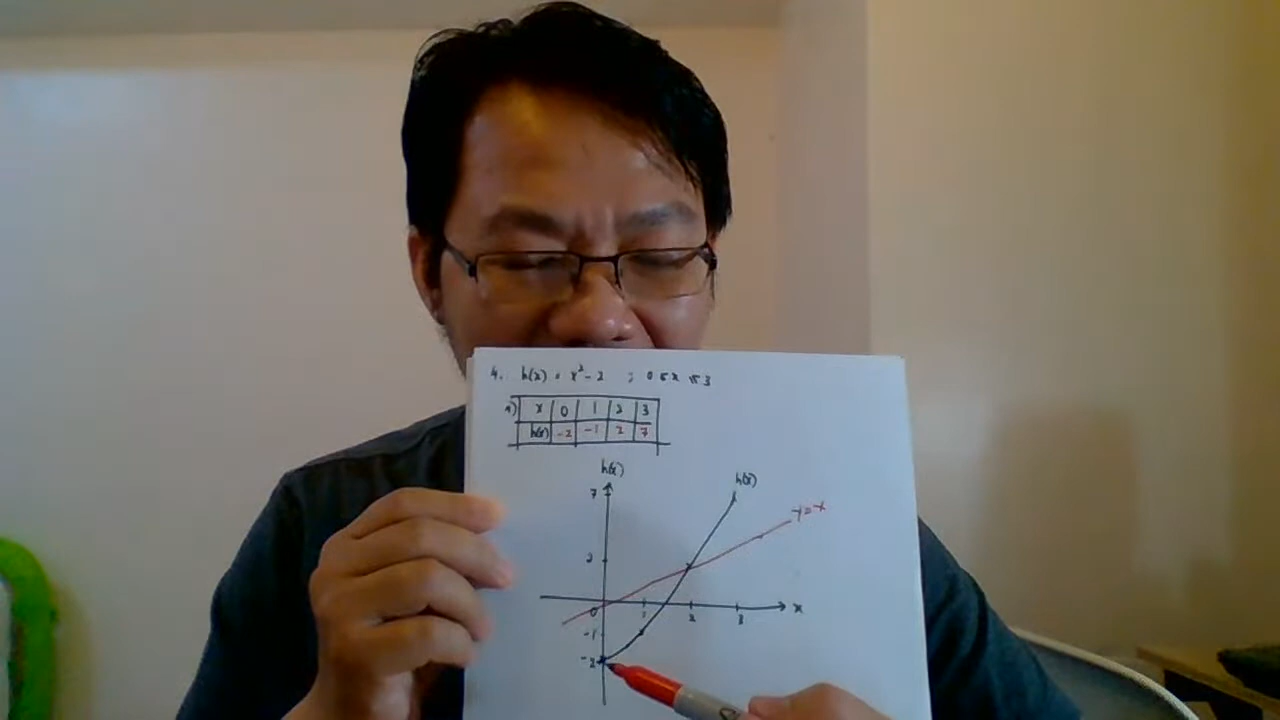 4. h(x) = x²-2 ; 0 ≤ x ≤ 3
a) x 0 1 2 3
h(x) -2 -1 2 7
h(x)
h(x)
7
y=x
2
0 1 2 3 x
-1
-2